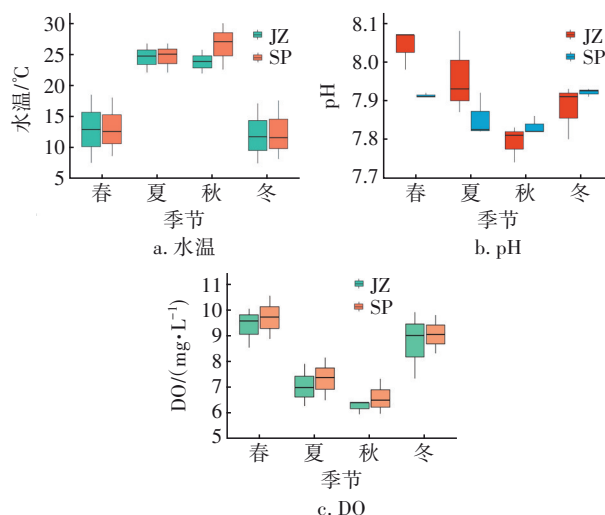 水温/℃
30
25
20
15
10
5
JZ
SP
春 夏 秋 冬
季节
a. 水温
pH
8.1
8.0
7.9
7.8
7.7
JZ
SP
春 夏 秋 冬
季节
b. pH
DO/(mg•L⁻¹)
11
10
9
8
7
6
5
JZ
SP
春 夏 秋 冬
季节
c. DO